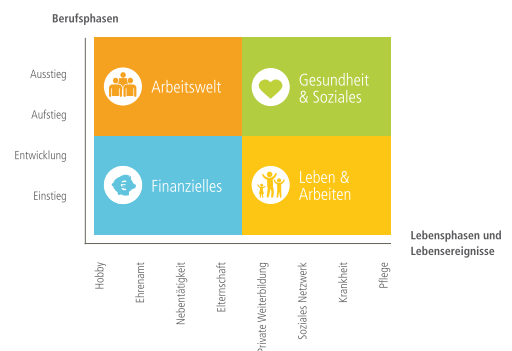 Berufsphasen
Ausstieg
Aufstieg
Entwicklung
Einstieg
Arbeitswelt
Gesundheit
& Soziales
€
Finanzielles
Leben &
Arbeiten
Lebensphasen und
Lebensereignisse
Hobby
Ehrenamt
Nebentätigkeit
Elternschaft
Private Weiterbildung
Soziales Netzwerk
Krankheit
Pflege